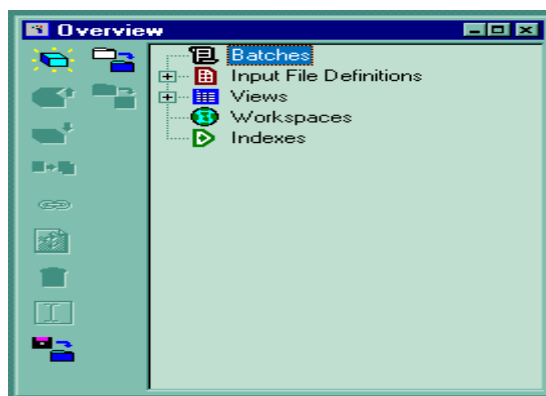 Overview
Batches
Input File Definitions
Views
Workspaces
Indexes